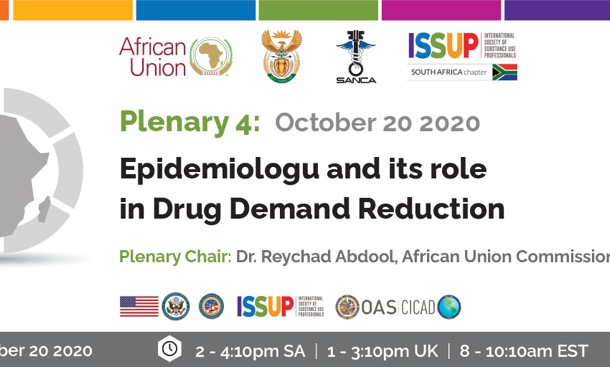 African
Union
SANCA
ISSUP
INTERNATIONAL
SOCIETY OF
SUBSTANCE USE
PROFESSIONALS
SOUTH AFRICA chapter
Plenary 4: October 20 2020
Epidemiologu and its role
in Drug Demand Reduction
Plenary Chair: Dr. Reychad Abdool, African Union Commission
ISSUP
INTERNATIONAL
SOCIETY OF
SUBSTANCE USE
PROFESSIONALS
OAS | CICAD
ber 20 2020
2 - 4:10pm SA | 1 - 3:10pm UK | 8 - 10:10am EST